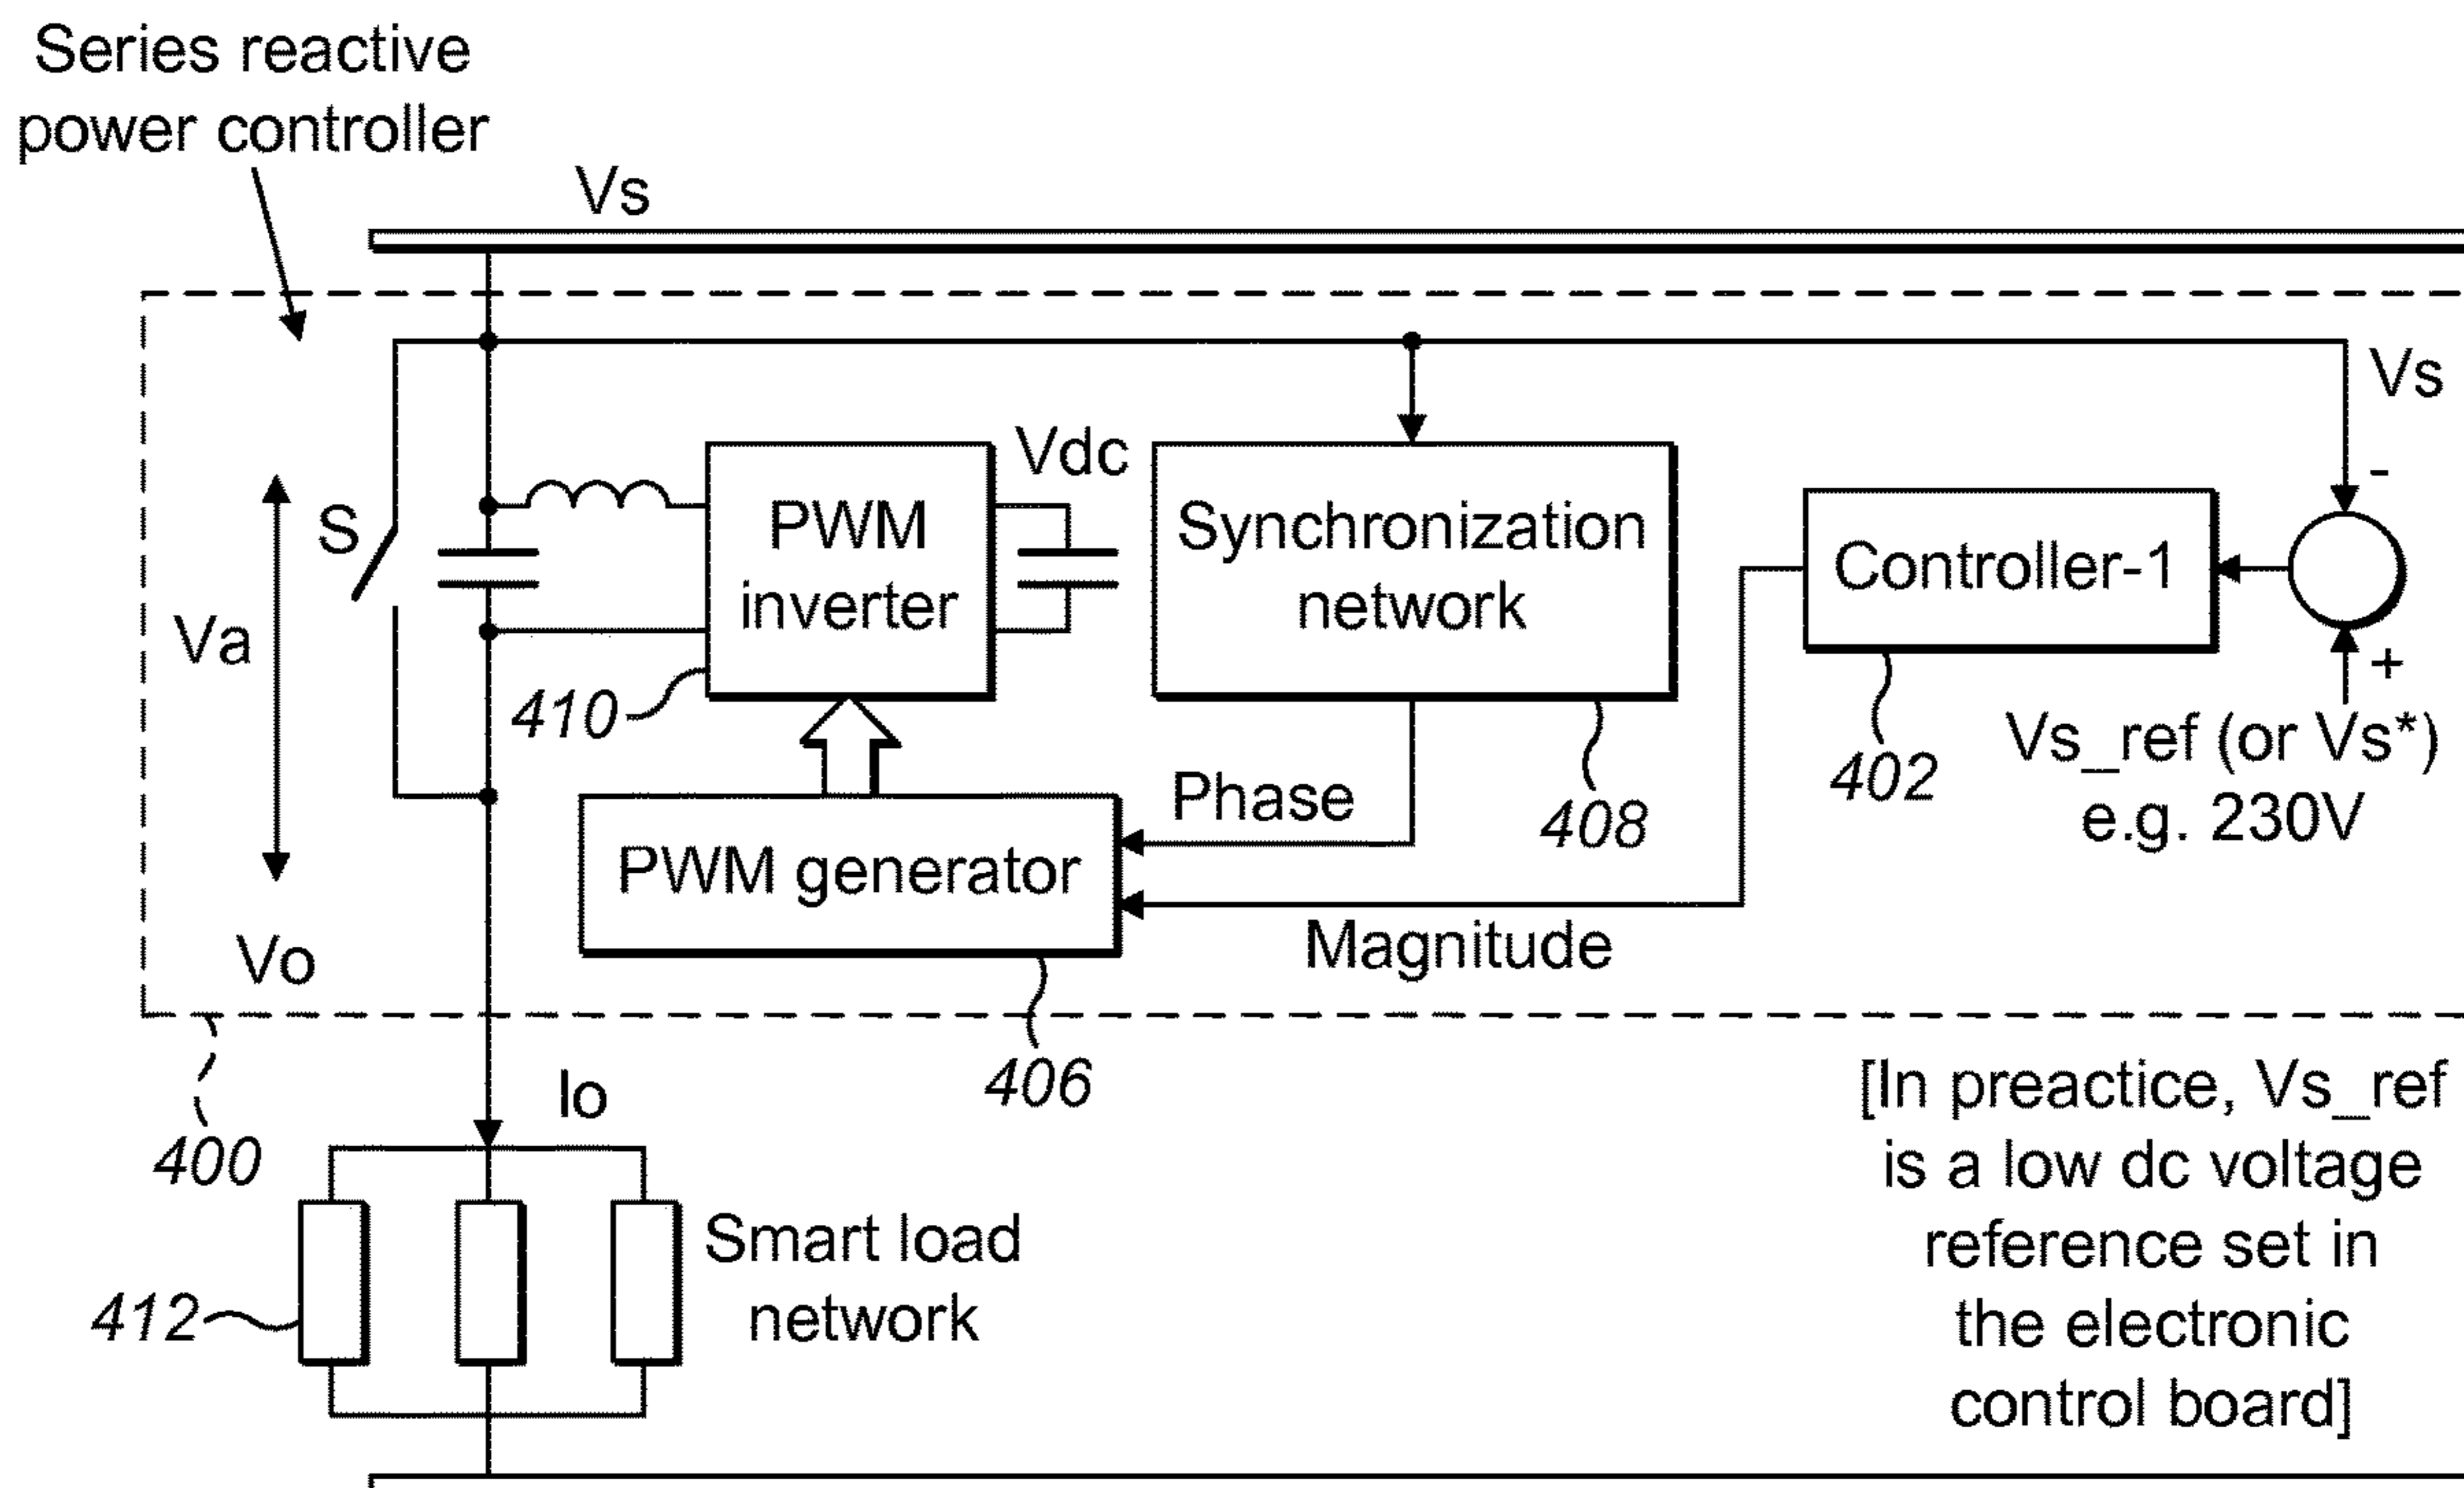 Series reactive
power controller
Vs
Vs
Vdc
-
S
PWM
inverter
Synchronization
network
Controller-1
Va
+
410
Vs_ref (or Vs*)
e.g. 230V
402
Phase
408
PWM generator
Magnitude
Vo
406
Io
400
[In preactice, Vs_ref
is a low dc voltage
reference set in
the electronic
control board]
Smart load
network
412